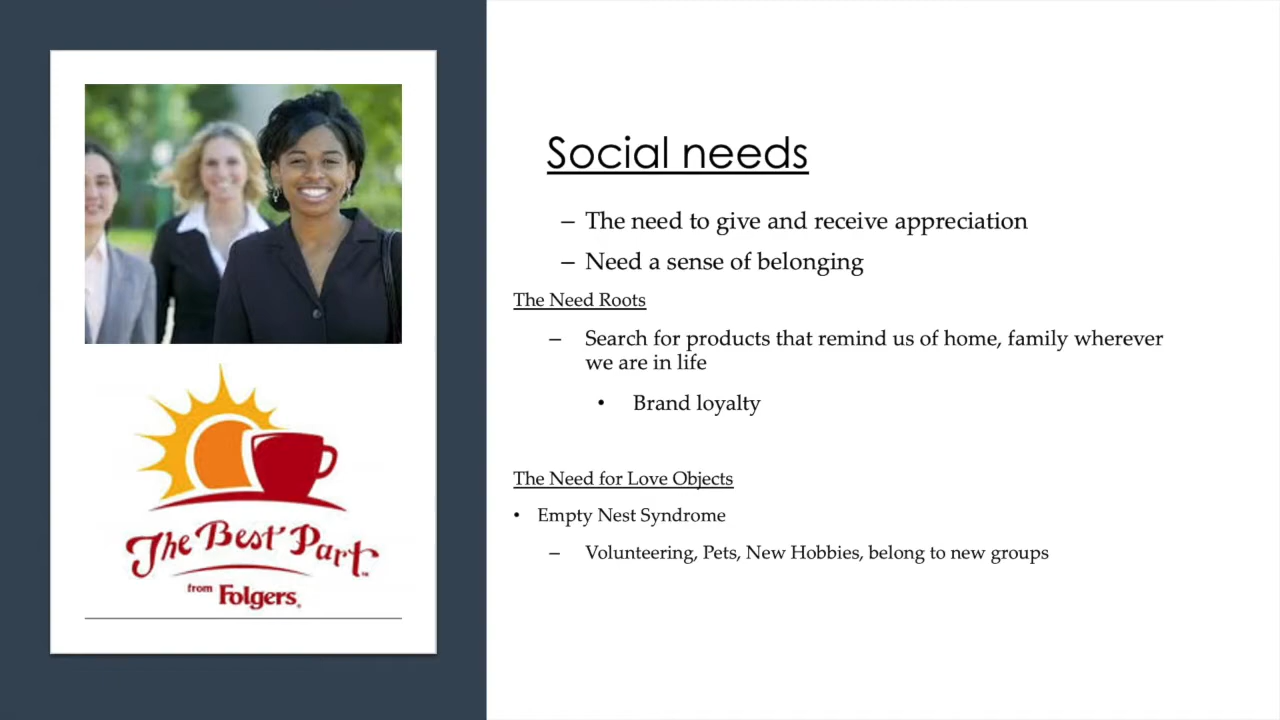 Social needs
– The need to give and receive appreciation
– Need a sense of belonging
The Need Roots
– Search for products that remind us of home, family wherever
we are in life
• Brand loyalty
The Need for Love Objects
• Empty Nest Syndrome
– Volunteering, Pets, New Hobbies, belong to new groups
The Best Part™
from Folgers®